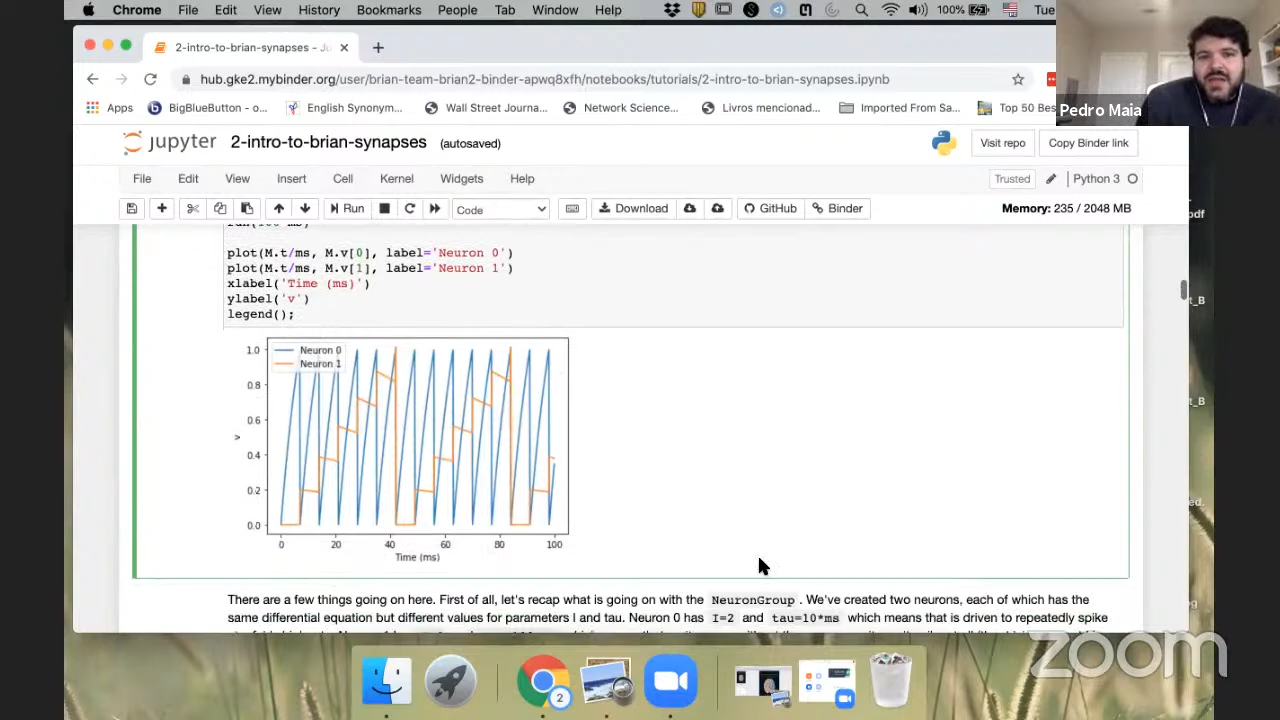 Chrome File Edit View History Bookmarks People Tab Window Help 100% Tue
2-intro-to-brian-synapses - Ju
hub.gke2.mybinder.org/user/brian-team-brian2-binder-apwq8xfh/notebooks/tutorials/2-intro-to-brian-synapses.ipynb
Apps BigBlueButton - o... English Synonym... Wall Street Journa... Network Science... Livros mencionad... Imported From Sa... Top 50 Bes
Pedro Maia
jupyter 2-intro-to-brian-synapses (autosaved) Visit repo Copy Binder link
File Edit View Insert Cell Kernel Widgets Help Trusted Python 3
Run Code Download GitHub Binder Memory: 235 / 2048 MB
plot(M.t/ms, M.v[0], label='Neuron 0')
plot(M.t/ms, M.v[1], label='Neuron 1')
xlabel('Time (ms)')
ylabel('v')
legend();
Neuron 0
Neuron 1
1.0
0.8
0.6
0.4
0.2
0.0
v
0 20 40 60 80 100
Time (ms)
There are a few things going on here. First of all, let's recap what is going on with the NeuronGroup . We've created two neurons, each of which has the
same differential equation but different values for parameters I and tau. Neuron 0 has I=2 and tau=10*ms which means that is driven to repeatedly spike
pdf
t_B
t_B
ed.
2
zoom